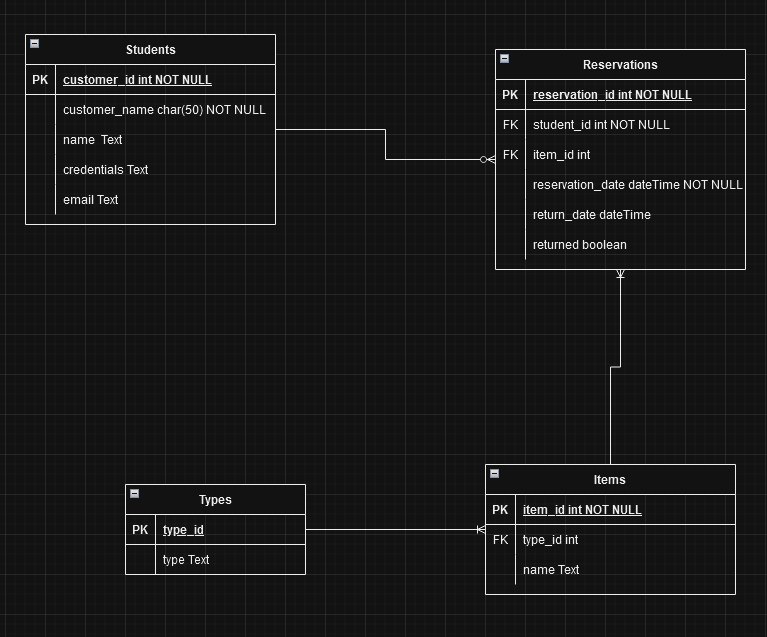 Students
PK customer_id int NOT NULL
customer_name char(50) NOT NULL
name Text
credentials Text
email Text
Reservations
PK reservation_id int NOT NULL
FK student_id int NOT NULL
FK item_id int
reservation_date dateTime NOT NULL
return_date dateTime
returned boolean
Types
PK type_id
type Text
Items
PK item_id int NOT NULL
FK type_id int
name Text